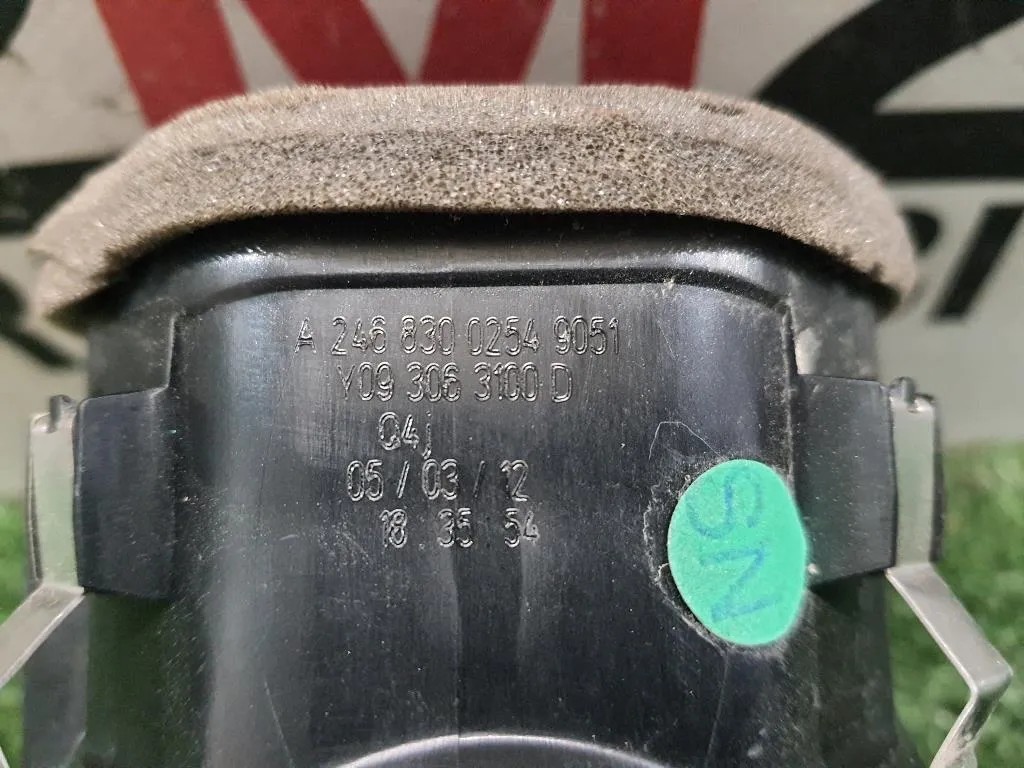 A 246 830 0254 9051
Y09 306 3100 D
Q4j
05 / 03 / 12
18 35 54
NS